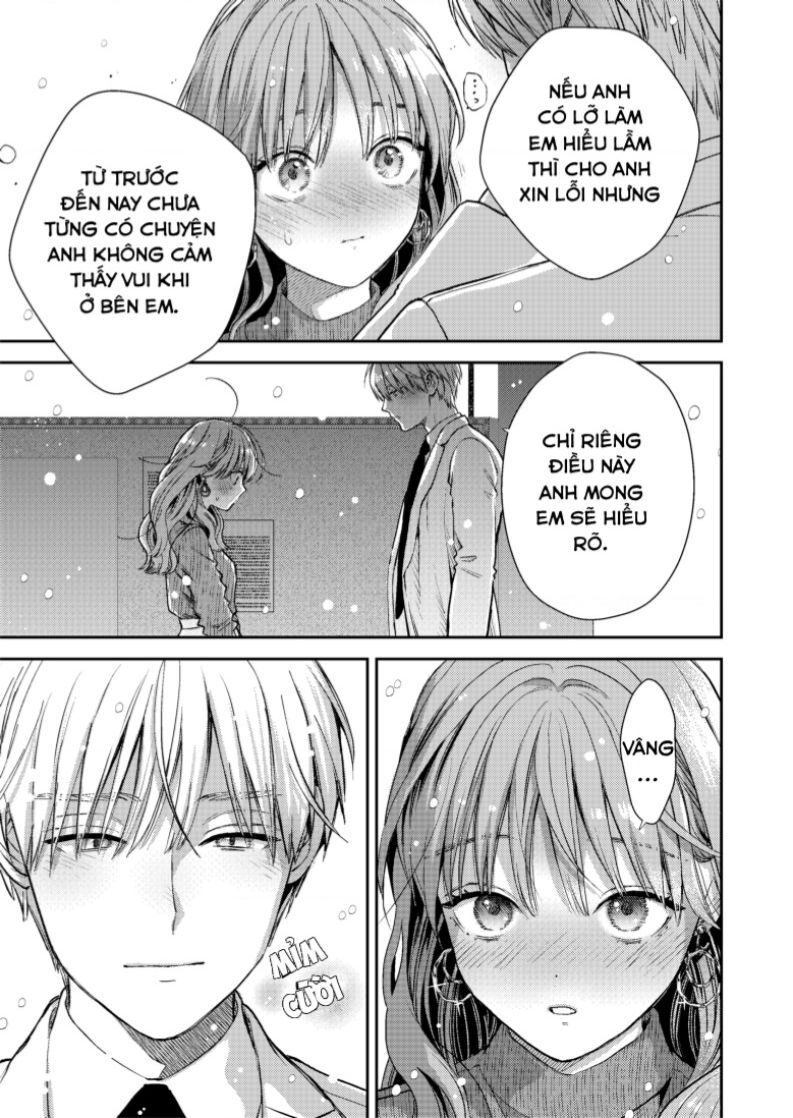 ...?
NẾU ANH
CÓ LỠ LÀM
EM HIỂU LẦM
THÌ CHO ANH
XIN LỖI NHƯNG
TỪ TRƯỚC
ĐẾN NAY CHƯA
TỪNG CÓ CHUYỆN
ANH KHÔNG CẢM
THẤY VUI KHI
Ở BÊN EM.
CHỈ RIÊNG
ĐIỀU NÀY
ANH MONG
EM SẼ HIỂU
RÕ.
VÂNG
...
MỈM
CƯỜI